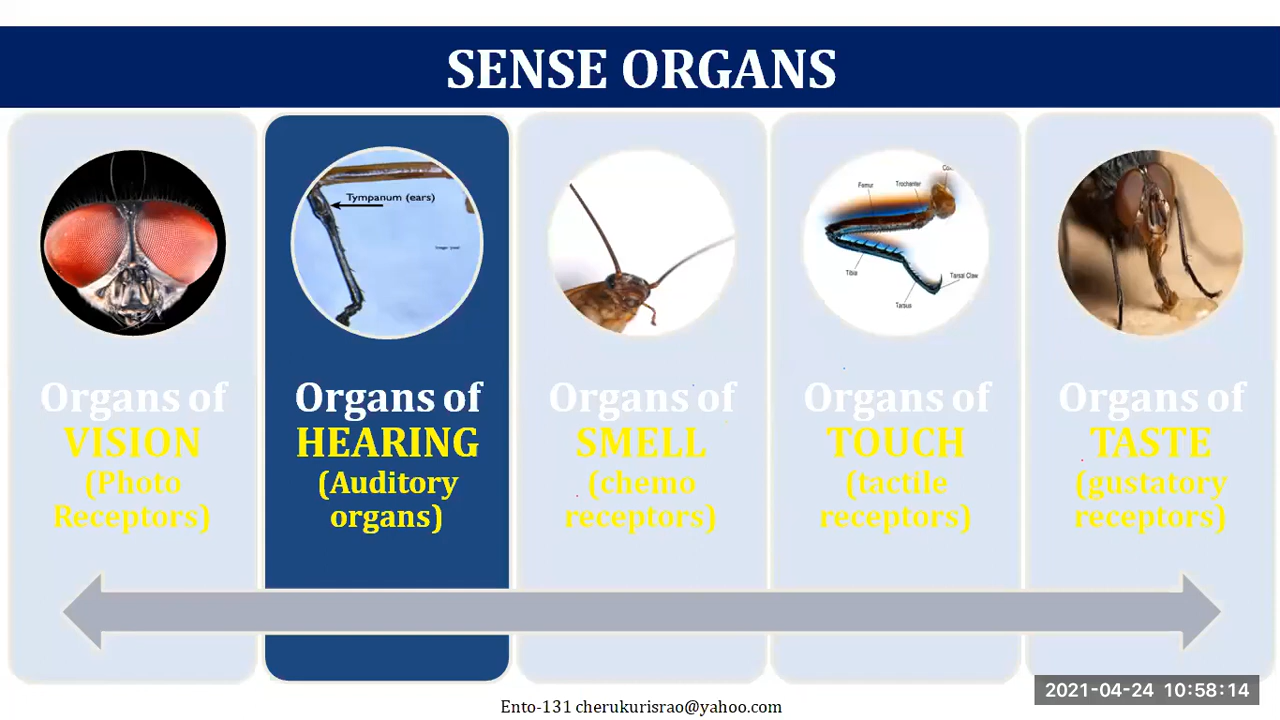 SENSE ORGANS
Organs of
VISION
(Photo
Receptors)
Tympanum (ears)
Organs of
HEARING
(Auditory
organs)
Organs of
SMELL
(chemo
receptors)
Femur
Trochanter
Tibia
Tarsal Claw
Tarsus
Organs of
TOUCH
(tactile
receptors)
Organs of
TASTE
(gustatory
receptors)
2021-04-24 10:58:14
Ento-131 cherukurisrao@yahoo.com